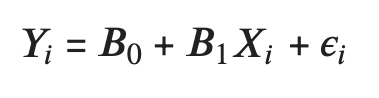 Yᵢ = B₀ + B₁Xᵢ + ϵᵢ